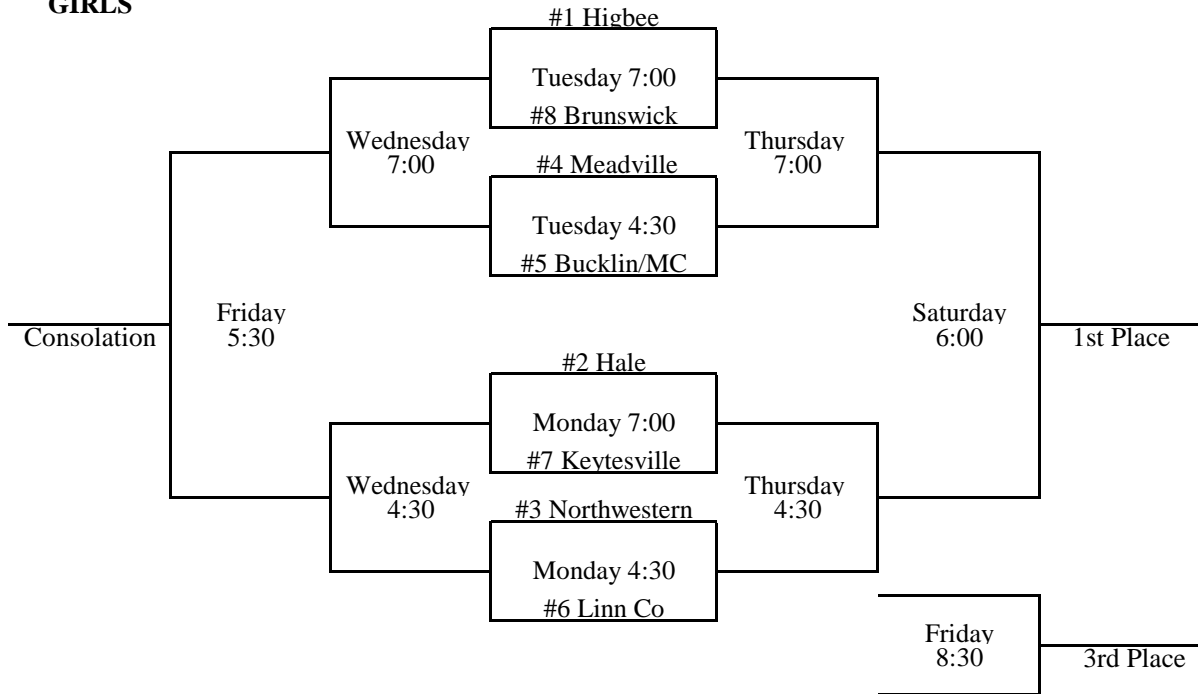 GIRLS
#1 Higbee
Tuesday 7:00
#8 Brunswick
Wednesday
7:00
Thursday
7:00
#4 Meadville
Tuesday 4:30
#5 Bucklin/MC
Friday
5:30
Saturday
6:00
Consolation
1st Place
#2 Hale
Monday 7:00
#7 Keytesville
Wednesday
4:30
Thursday
4:30
#3 Northwestern
Monday 4:30
#6 Linn Co
Friday
8:30
3rd Place